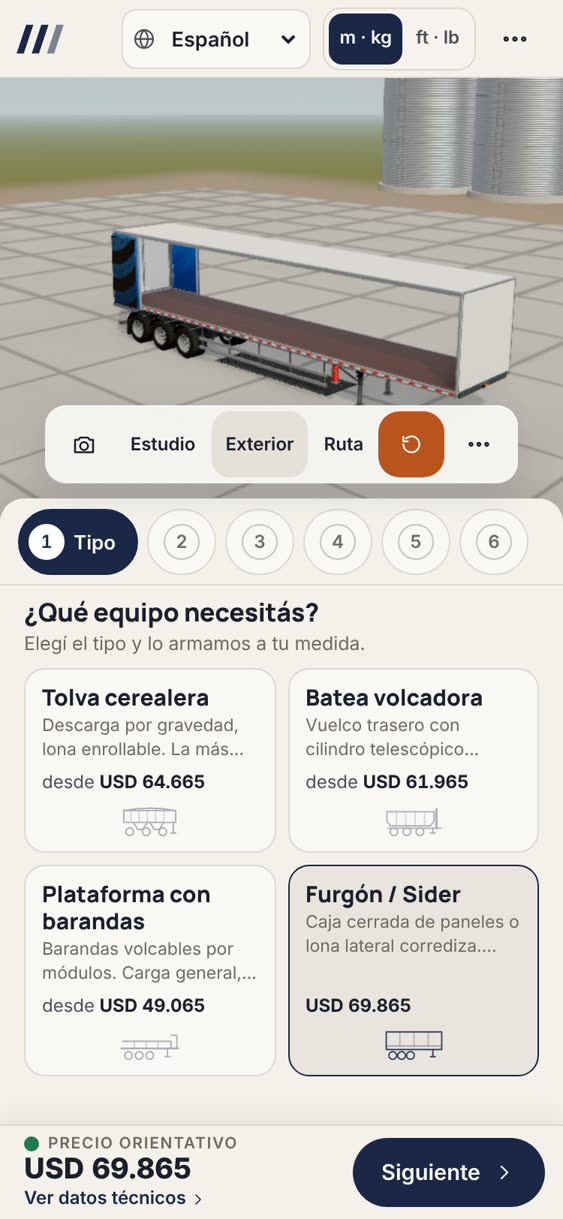 Español
m · kg
ft · lb
Estudio
Exterior
Ruta
1 Tipo
2
3
4
5
6
¿Qué equipo necesitás?
Elegí el tipo y lo armamos a tu medida.
Tolva cerealera
Descarga por gravedad,
lona enrollable. La más...
desde USD 64.665
Batea volcadora
Vuelco trasero con
cilindro telescópico...
desde USD 61.965
Plataforma con
barandas
Barandas volcables por
módulos. Carga general,...
desde USD 49.065
Furgón / Sider
Caja cerrada de paneles o
lona lateral corrediza....
USD 69.865
PRECIO ORIENTATIVO
USD 69.865
Ver datos técnicos
Siguiente